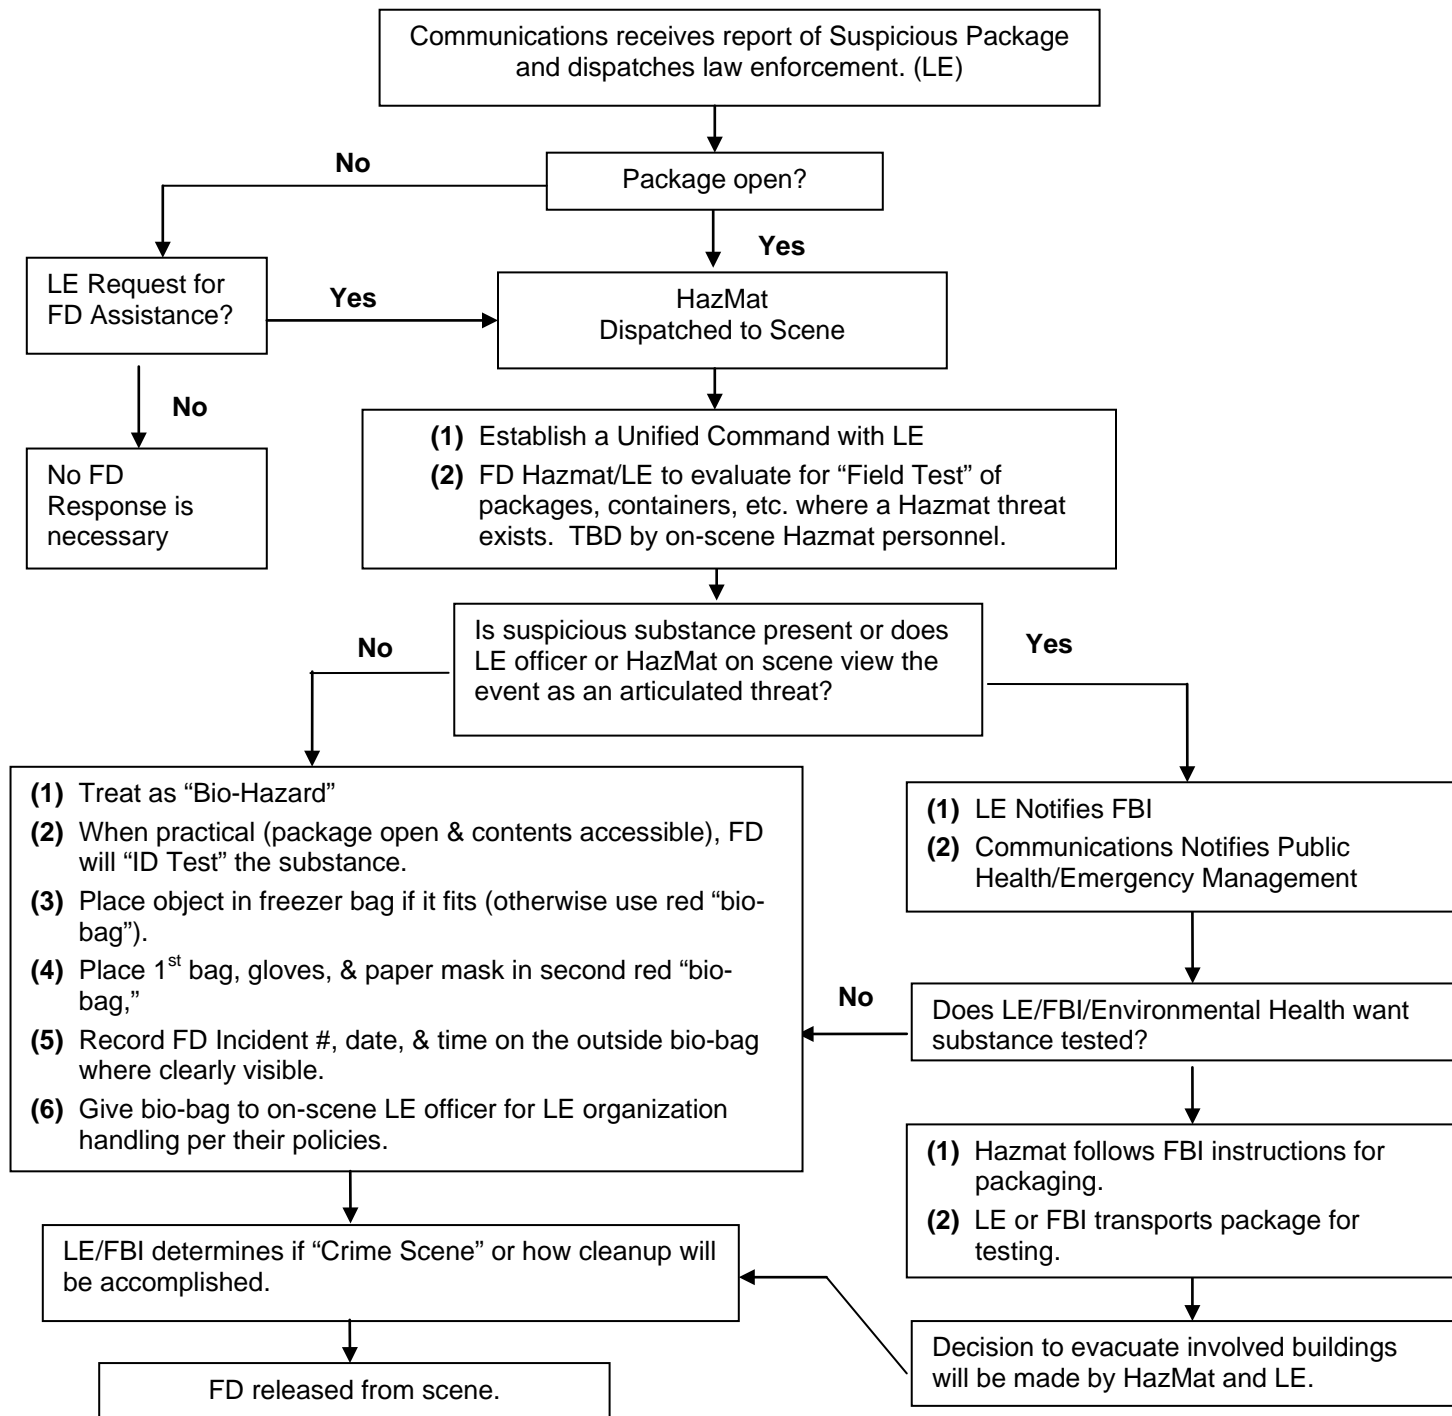 Communications receives report of Suspicious Package
and dispatches law enforcement. (LE)
No
Package open?
Yes
LE Request for
FD Assistance?
Yes
HazMat
Dispatched to Scene
No
No FD
Response is
necessary
(1) Establish a Unified Command with LE
(2) FD Hazmat/LE to evaluate for “Field Test” of
packages, containers, etc. where a Hazmat threat
exists.  TBD by on-scene Hazmat personnel.
No
Is suspicious substance present or does
LE officer or HazMat on scene view the
event as an articulated threat?
Yes
(1) Treat as “Bio-Hazard”
(2) When practical (package open & contents accessible), FD
will “ID Test” the substance.
(3) Place object in freezer bag if it fits (otherwise use red “bio-
bag”).
(4) Place 1st bag, gloves, & paper mask in second red “bio-
bag,”
(5) Record FD Incident #, date, & time on the outside bio-bag
where clearly visible.
(6) Give bio-bag to on-scene LE officer for LE organization
handling per their policies.
(1) LE Notifies FBI
(2) Communications Notifies Public
Health/Emergency Management
No
Does LE/FBI/Environmental Health want
substance tested?
(1) Hazmat follows FBI instructions for
packaging.
(2) LE or FBI transports package for
testing.
LE/FBI determines if “Crime Scene” or how cleanup will
be accomplished.
Decision to evacuate involved buildings
will be made by HazMat and LE.
FD released from scene.